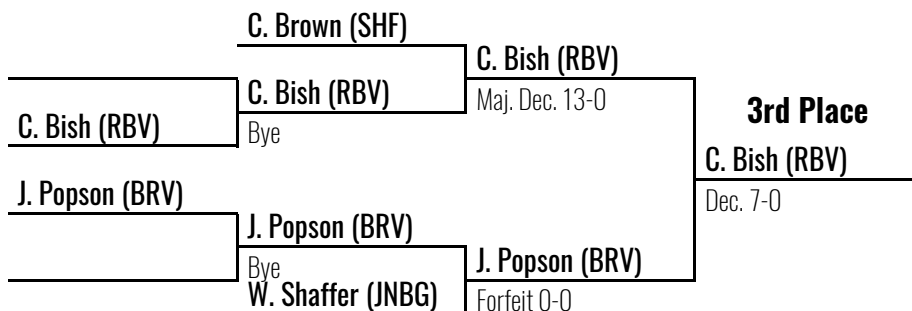 C. Brown (SHF)
C. Bish (RBV)
C. Bish (RBV)
Maj. Dec. 13-0
C. Bish (RBV)
Bye
3rd Place
C. Bish (RBV)
Dec. 7-0
J. Popson (BRV)
J. Popson (BRV)
Bye
J. Popson (BRV)
W. Shaffer (JNBG)
Forfeit 0-0